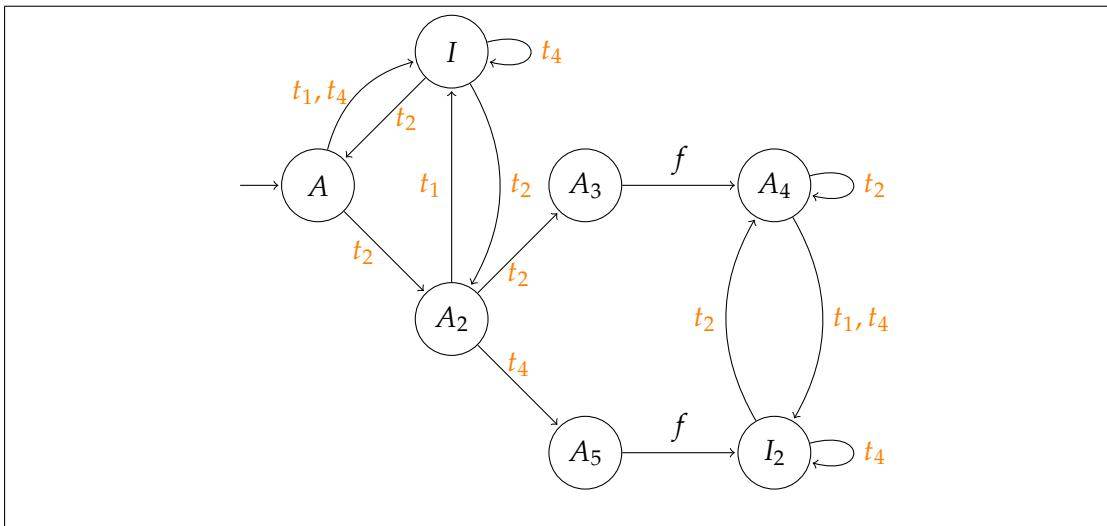 I
t₄
t₁, t₄
t₂
A
t₁
t₂
A₃
f
A₄
t₂
t₂
t₂
A₂
t₂
t₁, t₄
t₄
A₅
f
I₂
t₄